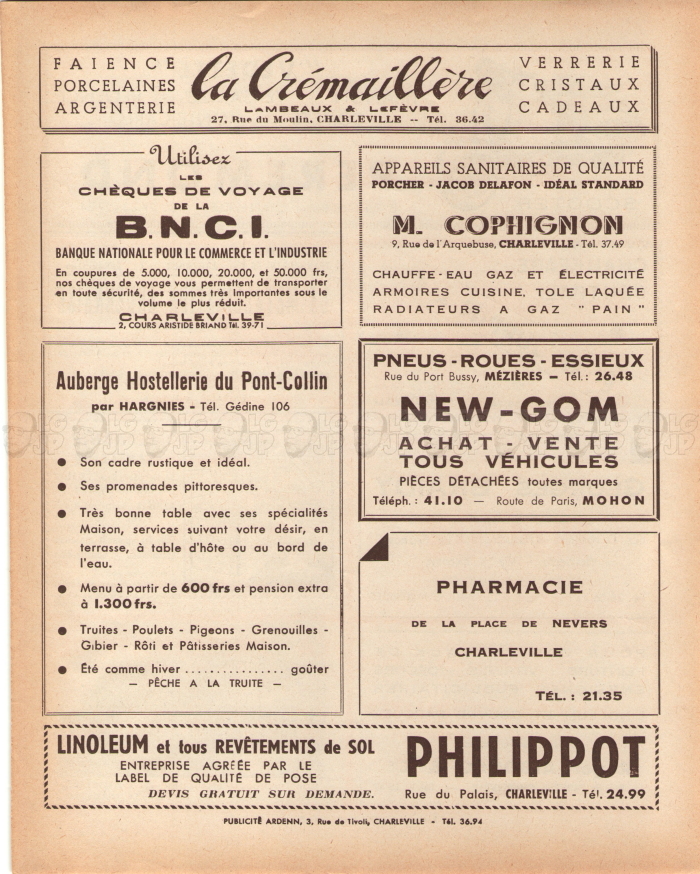 FAIENCE
PORCELAINES
ARGENTERIE
la Crémaillère
LAMBEAUX & LEFÈVRE
27, Rue du Moulin, CHARLEVILLE -- Tél. 36.42
VERRERIE
CRISTAUX
CADEAUX
Utilisez
LES
CHÈQUES DE VOYAGE
DE LA
B.N.C.I.
BANQUE NATIONALE POUR LE COMMERCE ET L'INDUSTRIE
En coupures de 5.000, 10.000, 20.000, et 50.000 frs,
nos chéques de voyage vous permettent de transporter
en toute sécurité, des sommes très importantes sous le
volume le plus réduit.
CHARLEVILLE
2, COURS ARISTIDE BRIAND Tél. 39-71
APPAREILS SANITAIRES DE QUALITÉ
PORCHER - JACOB DELAFON - IDÉAL STANDARD
M. COPHIGNON
9, Rue de l'Arquebuse, CHARLEVILLE - Tél. 37.49
CHAUFFE-EAU GAZ ET ÉLECTRICITÉ
ARMOIRES CUISINE, TOLE LAQUÉE
RADIATEURS A GAZ " PAIN "
Auberge Hostellerie du Pont-Collin
par HARGNIES - Tél. Gédine 106
● Son cadre rustique et idéal.
● Ses promenades pittoresques.
● Très bonne table avec ses spécialités
Maison, services suivant votre désir, en
terrasse, à table d'hôte ou au bord de
l'eau.
● Menu à partir de 600 frs et pension extra
à 1.300 frs.
● Truites - Poulets - Pigeons - Grenouilles -
Gibier - Rôti et Pâtisseries Maison.
● Été comme hiver ............... goûter
— PÊCHE A LA TRUITE —
PNEUS - ROUES - ESSIEUX
Rue du Port Bussy, MÉZIÈRES — Tél. : 26.48
NEW-GOM
ACHAT - VENTE
TOUS VÉHICULES
PIÈCES DÉTACHÉES toutes marques
Téléph. : 41.10 — Route de Paris, MOHON
PHARMACIE
DE LA PLACE DE NEVERS
CHARLEVILLE
TÉL. : 21.35
LINOLEUM et tous REVÊTEMENTS de SOL
ENTREPRISE AGRÉÉE PAR LE
LABEL DE QUALITÉ DE POSE
DEVIS GRATUIT SUR DEMANDE.
PHILIPPOT
Rue du Palais, CHARLEVILLE - Tél. 24.99
PUBLICITÉ ARDENN, 3, Rue de Tivoli, CHARLEVILLE - Tél. 36.94